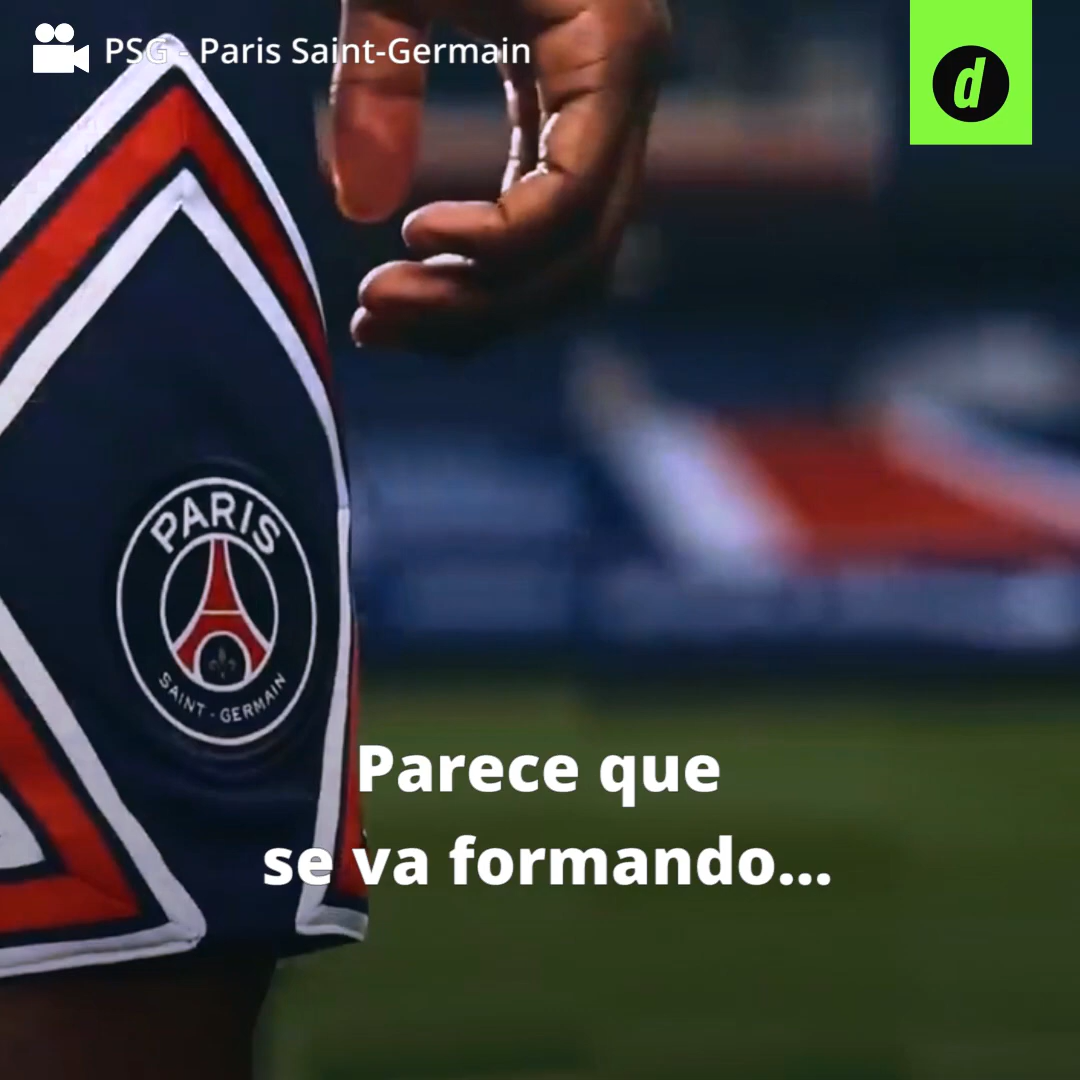 PSG - Paris Saint-Germain
d
PARIS
SAINT - GERMAIN
Parece que
se va formando...